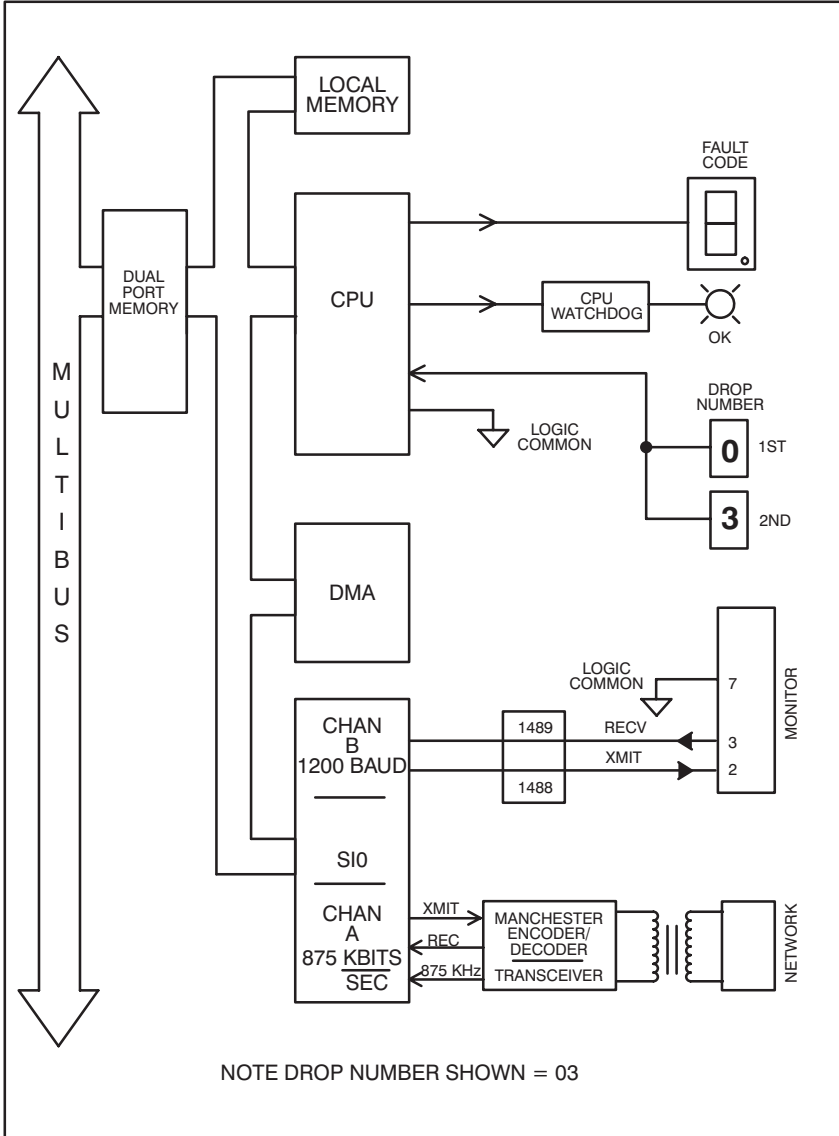 LOCAL
MEMORY
FAULT
CODE
DUAL
PORT
MEMORY
CPU
CPU
WATCHDOG
OK
MULTIBUS
LOGIC
COMMON
DROP
NUMBER
0 1ST
3 2ND
DMA
LOGIC
COMMON
7
MONITOR
CHAN
B
1200 BAUD
1489
RECV
3
XMIT
2
1488
SI0
CHAN
A
875 KBITS
SEC
XMIT
REC
875 KHz
MANCHESTER
ENCODER/
DECODER
TRANSCEIVER
NETWORK
NOTE DROP NUMBER SHOWN = 03